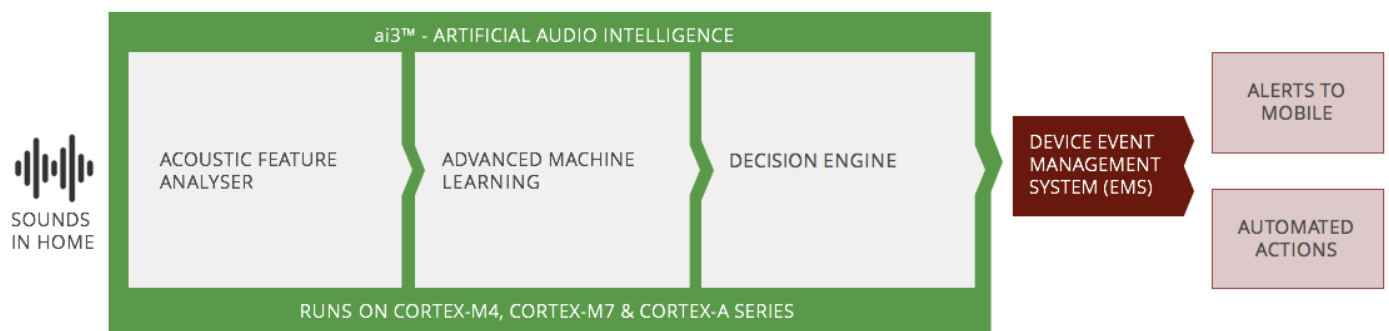 ai3™ - ARTIFICIAL AUDIO INTELLIGENCE
SOUNDS
IN HOME
ACOUSTIC FEATURE
ANALYSER
ADVANCED MACHINE
LEARNING
DECISION ENGINE
RUNS ON CORTEX-M4, CORTEX-M7 & CORTEX-A SERIES
DEVICE EVENT
MANAGEMENT
SYSTEM (EMS)
ALERTS TO
MOBILE
AUTOMATED
ACTIONS